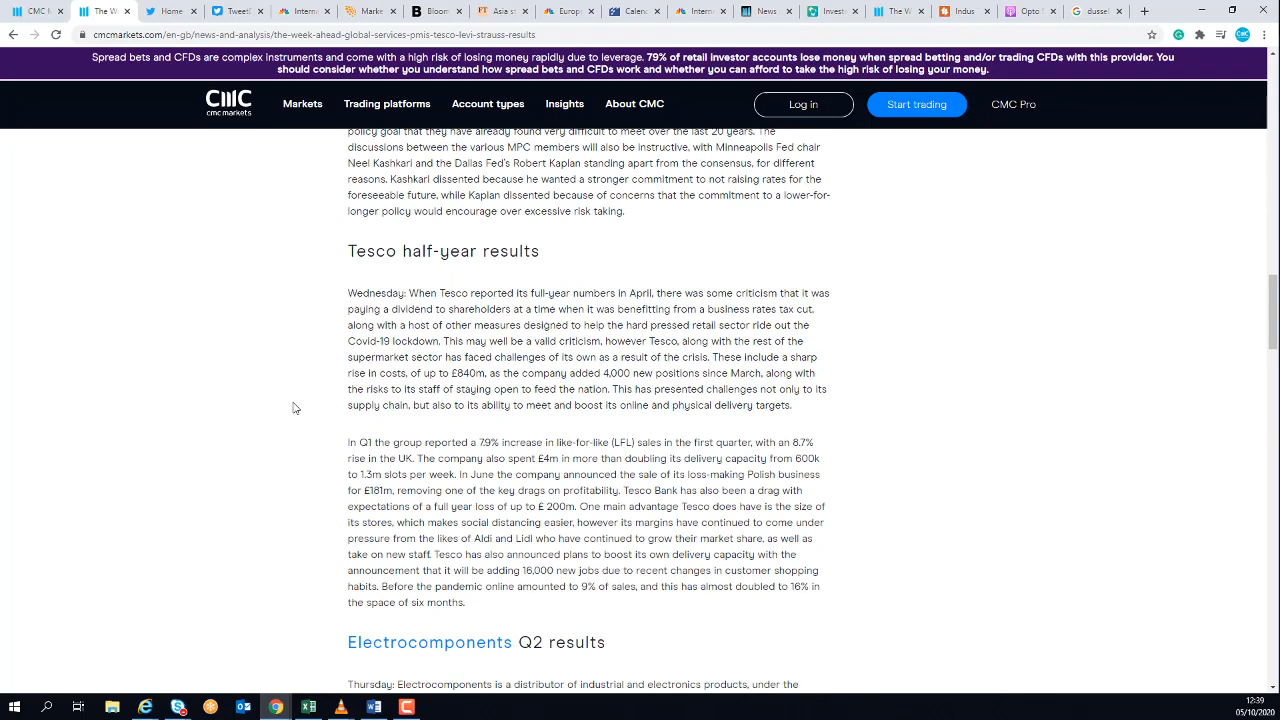 CMC M
The We
Home
TweetD
Interna
Marke
Bloom
Asia st
Europe
Calenc
Interna
News
Invest
The W
Indus
Opto
dussel
cmcmarkets.com/en-gb/news-and-analysis/the-week-ahead-global-services-pmis-tesco-levi-strauss-results
Spread bets and CFDs are complex instruments and come with a high risk of losing money rapidly due to leverage. 79% of retail investor accounts lose money when spread betting and/or trading CFDs with this provider. You
should consider whether you understand how spread bets and CFDs work and whether you can afford to take the high risk of losing your money.
CMC cmc markets
Markets Trading platforms Account types Insights About CMC Log in Start trading CMC Pro
policy goal that they have already found very difficult to meet over the last 20 years. The
discussions between the various MPC members will also be instructive, with Minneapolis Fed chair
Neel Kashkari and the Dallas Fed's Robert Kaplan standing apart from the consensus, for different
reasons. Kashkari dissented because he wanted a stronger commitment to not raising rates for the
foreseeable future, while Kaplan dissented because of concerns that the commitment to a lower-for-
longer policy would encourage over excessive risk taking.
Tesco half-year results
Wednesday: When Tesco reported its full-year numbers in April, there was some criticism that it was
paying a dividend to shareholders at a time when it was benefitting from a business rates tax cut,
along with a host of other measures designed to help the hard pressed retail sector ride out the
Covid-19 lockdown. This may well be a valid criticism, however Tesco, along with the rest of the
supermarket sector has faced challenges of its own as a result of the crisis. These include a sharp
rise in costs, of up to £840m, as the company added 4,000 new positions since March, along with
the risks to its staff of staying open to feed the nation. This has presented challenges not only to its
supply chain, but also to its ability to meet and boost its online and physical delivery targets.
In Q1 the group reported a 7.9% increase in like-for-like (LFL) sales in the first quarter, with an 8.7%
rise in the UK. The company also spent £4m in more than doubling its delivery capacity from 600k
to 1.3m slots per week. In June the company announced the sale of its loss-making Polish business
for £181m, removing one of the key drags on profitability. Tesco Bank has also been a drag with
expectations of a full year loss of up to £ 200m. One main advantage Tesco does have is the size of
its stores, which makes social distancing easier, however its margins have continued to come under
pressure from the likes of Aldi and Lidl who have continued to grow their market share, as well as
take on new staff. Tesco has also announced plans to boost its own delivery capacity with the
announcement that it will be adding 16,000 new jobs due to recent changes in customer shopping
habits. Before the pandemic online amounted to 9% of sales, and this has almost doubled to 16% in
the space of six months.
Electrocomponents Q2 results
Thursday: Electrocomponents is a distributor of industrial and electronics products, under the
12:39
05/10/2020